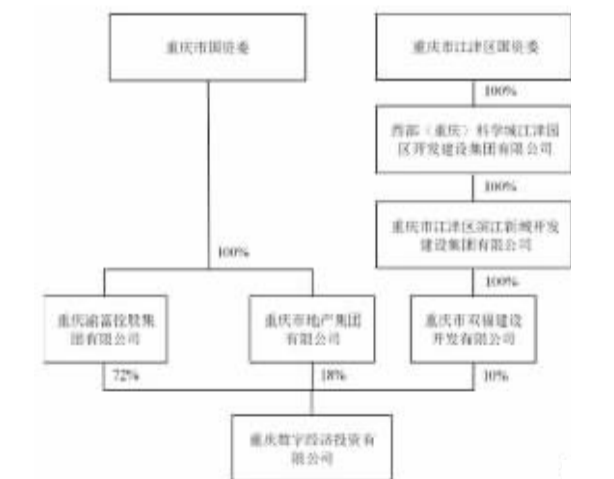 重庆市国资委
重庆市江津区国资委
100%
西部（重庆）科学城江津园
区开发建设集团有限公司
100%
重庆市江津区滨江新城开发
建设集团有限公司
100%
100%
重庆渝富控股集
团有限公司
重庆市地产集团
有限公司
重庆市双福建设
开发有限公司
72%
18%
10%
重庆数字经济投资有
限公司